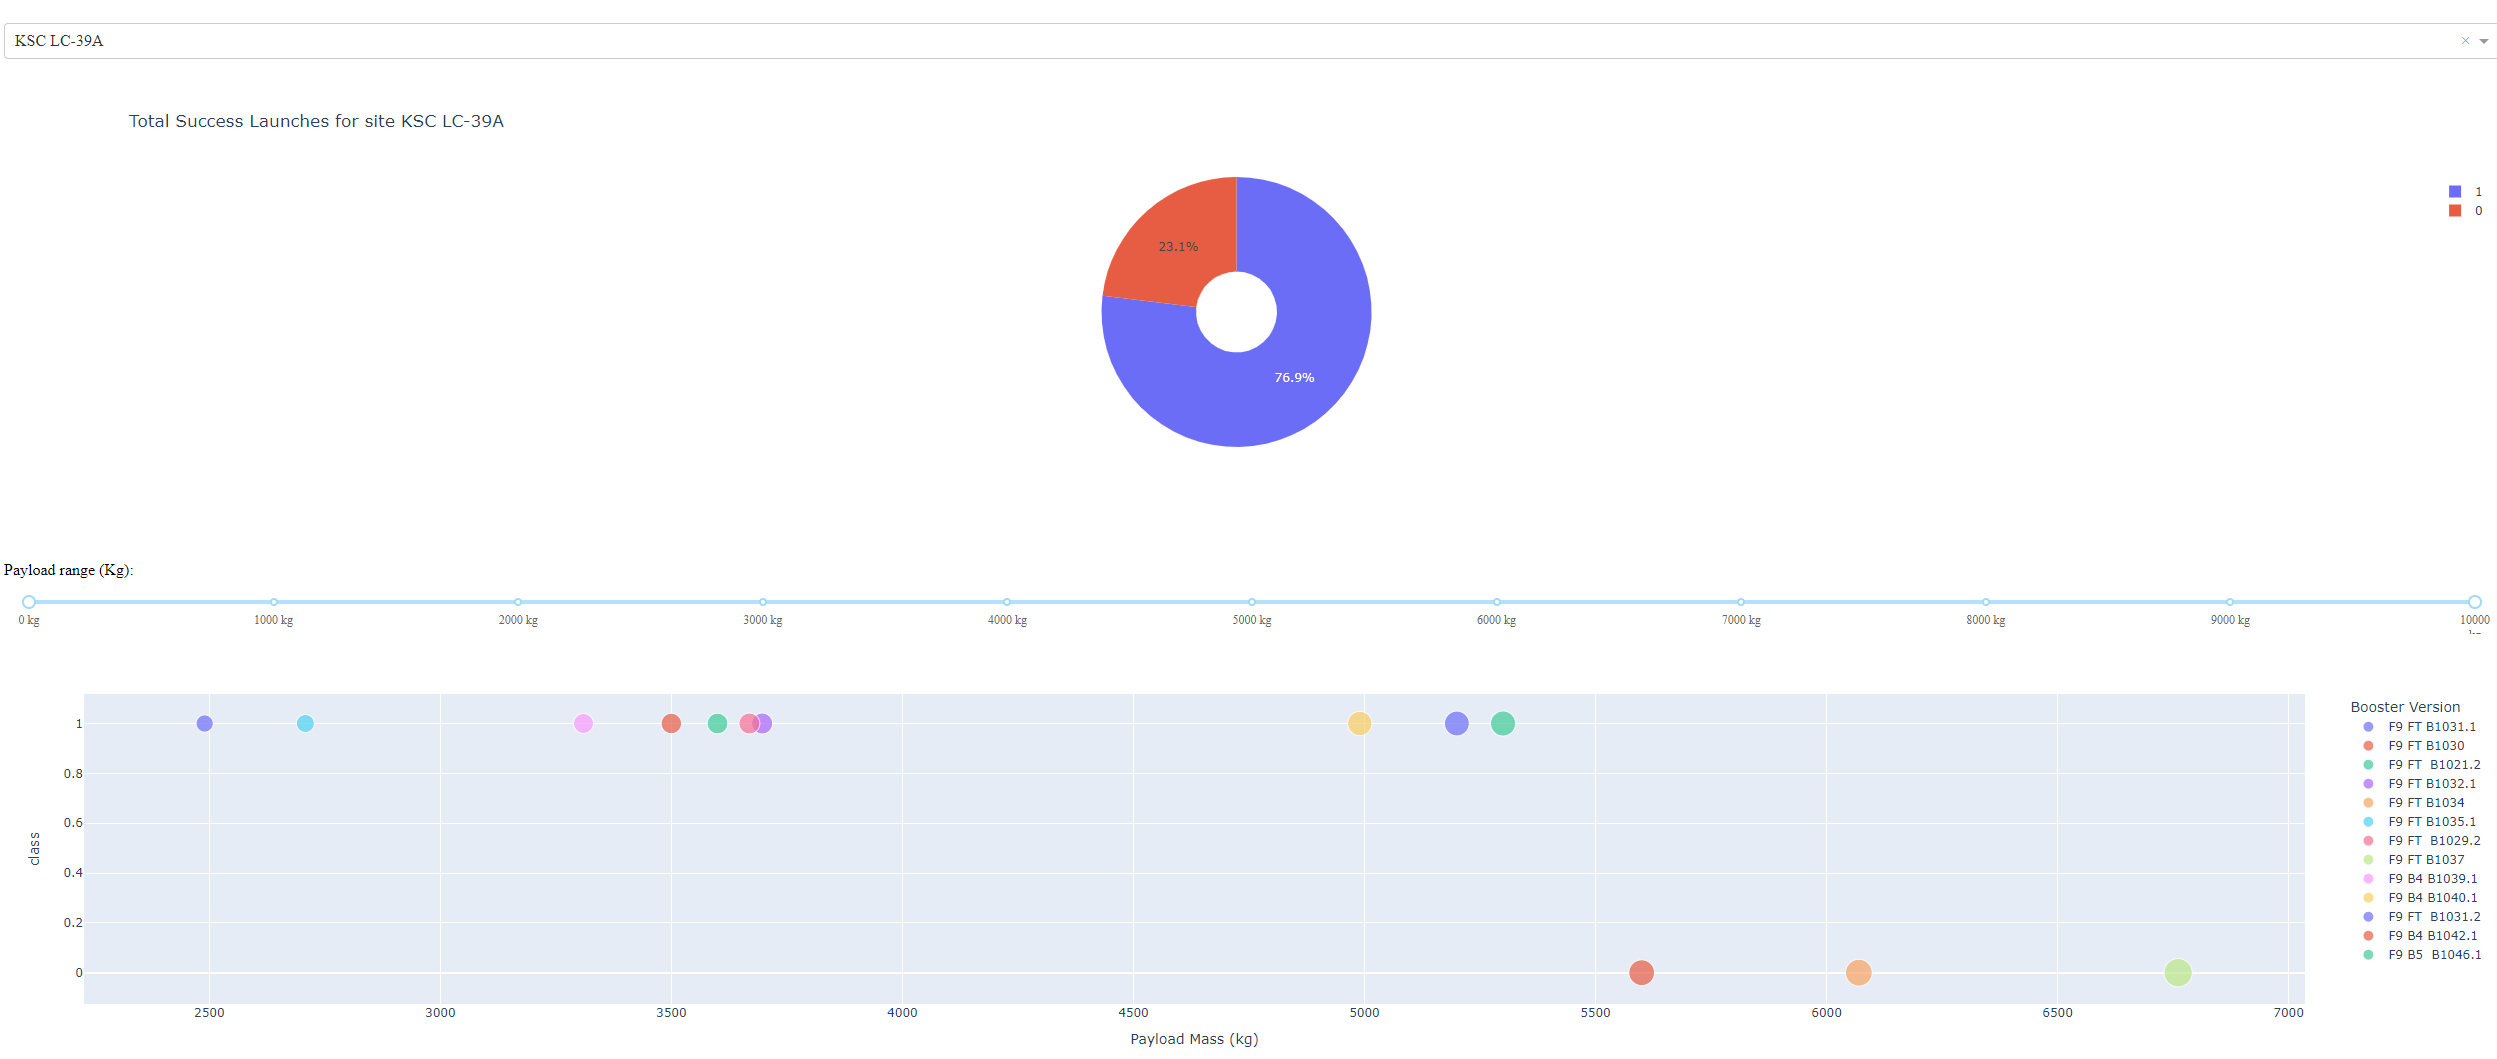 KSC LC-39A
×
Total Success Launches for site KSC LC-39A
1
0
23.1%
76.9%
Payload range (Kg):
0 kg 1000 kg 2000 kg 3000 kg 4000 kg 5000 kg 6000 kg 7000 kg 8000 kg 9000 kg 10000
Booster Version
F9 FT B1031.1
F9 FT B1030
F9 FT  B1021.2
F9 FT B1032.1
F9 FT B1034
F9 FT B1035.1
F9 FT  B1029.2
F9 FT B1037
F9 B4 B1039.1
F9 B4 B1040.1
F9 FT  B1031.2
F9 B4 B1042.1
F9 B5  B1046.1
1
0.8
0.6
0.4
0.2
0
class
2500 3000 3500 4000 4500 5000 5500 6000 6500 7000
Payload Mass (kg)